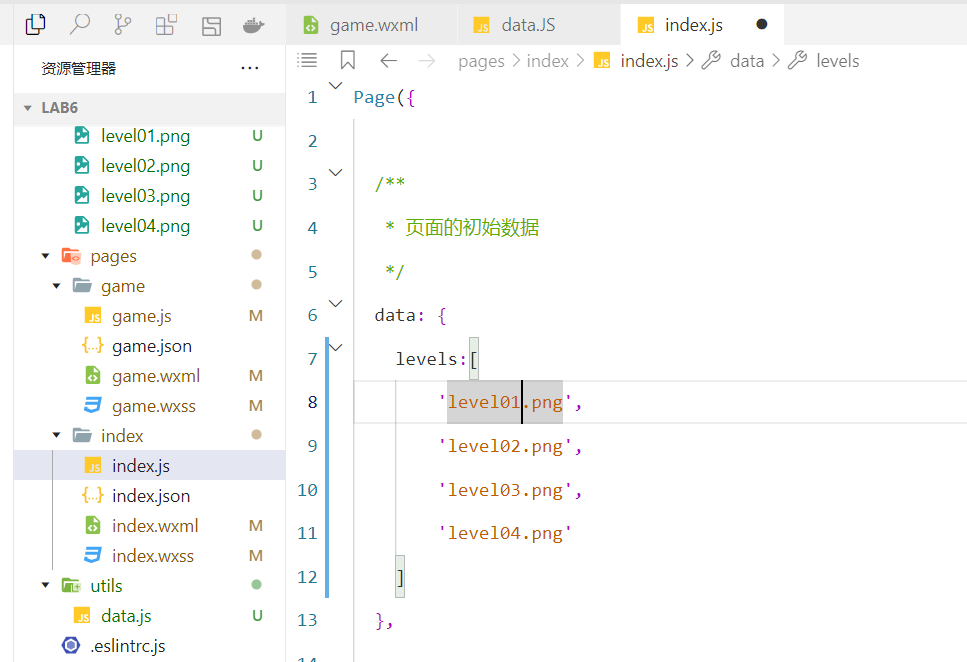 game.wxml
data.JS
index.js
资源管理器
···
pages > index > index.js > data > levels
LAB6
level01.png U
level02.png U
level03.png U
level04.png U
pages
game
game.js M
game.json
game.wxml M
game.wxss M
index
index.js
index.json
index.wxml M
index.wxss M
utils
data.js U
.eslintrc.js
1 Page({
2
3 /**
4 * 页面的初始数据
5 */
6 data: {
7 levels:[
8 'level01.png',
9 'level02.png',
10 'level03.png',
11 'level04.png'
12 ]
13 },